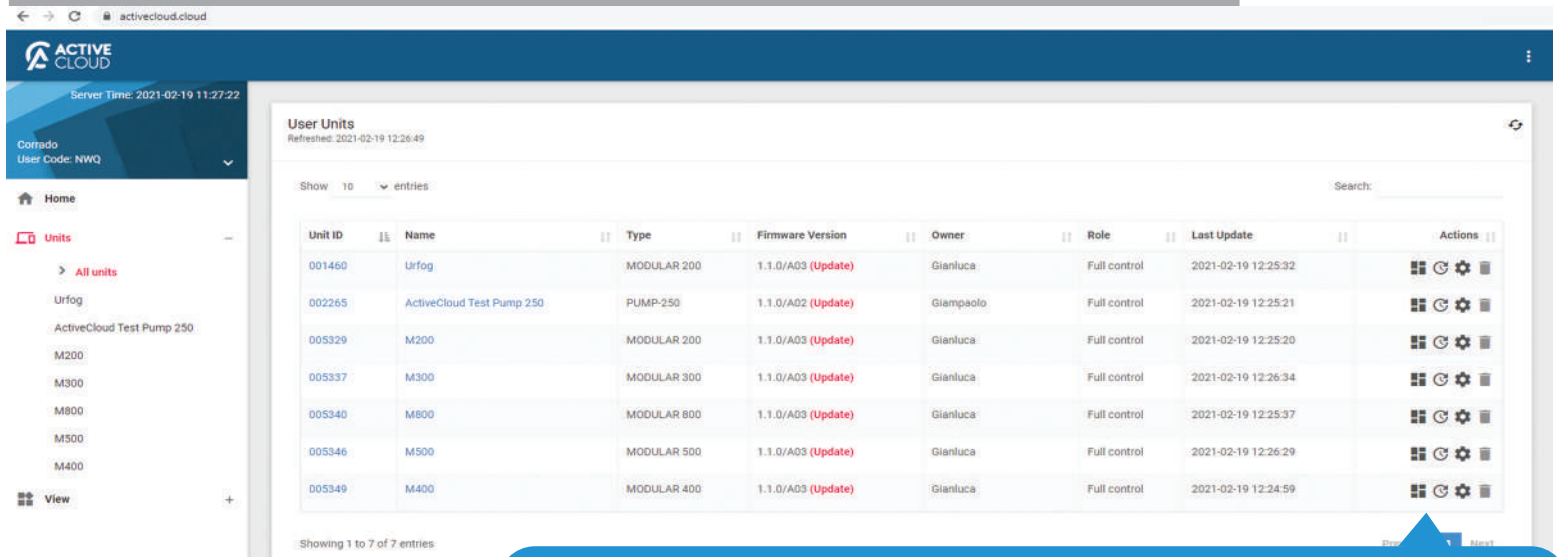 activecloud.cloud
ACTIVE
CLOUD
Server Time: 2021-02-19 11:27:22
Corrado
User Code: NWQ
Home
Units
All units
Urfog
ActiveCloud Test Pump 250
M200
M300
M800
M500
M400
View
User Units
Refreshed: 2021-02-19 12:26:49
Show 10 entries
Search:
Unit ID Name Type Firmware Version Owner Role Last Update Actions
001460 Urfog MODULAR 200 1.1.0/A03 (Update) Gianluca Full control 2021-02-19 12:25:32
002265 ActiveCloud Test Pump 250 PUMP-250 1.1.0/A02 (Update) Giampaolo Full control 2021-02-19 12:25:21
005329 M200 MODULAR 200 1.1.0/A03 (Update) Gianluca Full control 2021-02-19 12:25:20
005337 M300 MODULAR 300 1.1.0/A03 (Update) Gianluca Full control 2021-02-19 12:26:34
005340 M800 MODULAR 800 1.1.0/A03 (Update) Gianluca Full control 2021-02-19 12:25:37
005346 M500 MODULAR 500 1.1.0/A03 (Update) Gianluca Full control 2021-02-19 12:26:29
005349 M400 MODULAR 400 1.1.0/A03 (Update) Gianluca Full control 2021-02-19 12:24:59
Showing 1 to 7 of 7 entries
Next